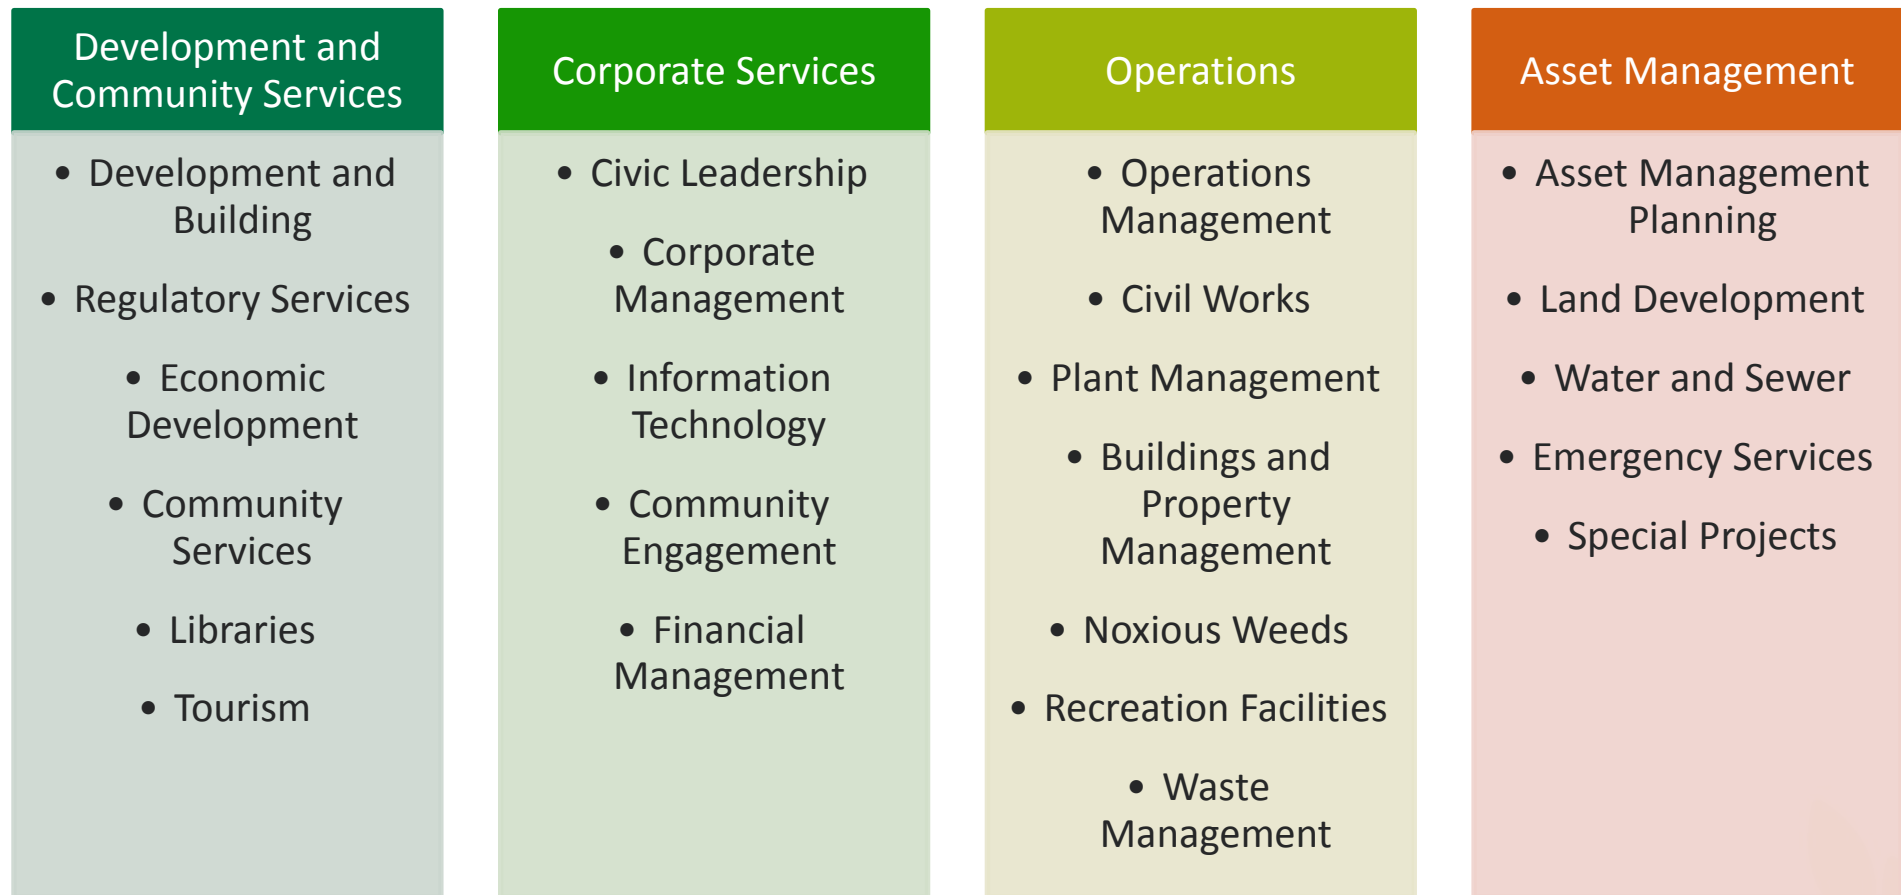 Development and
Community Services
• Development and
Building
• Regulatory Services
• Economic
Development
• Community
Services
• Libraries
• Tourism
Corporate Services
• Civic Leadership
• Corporate
Management
• Information
Technology
• Community
Engagement
• Financial
Management
Operations
• Operations
Management
• Civil Works
• Plant Management
• Buildings and
Property
Management
• Noxious Weeds
• Recreation Facilities
• Waste
Management
Asset Management
• Asset Management
Planning
• Land Development
• Water and Sewer
• Emergency Services
• Special Projects